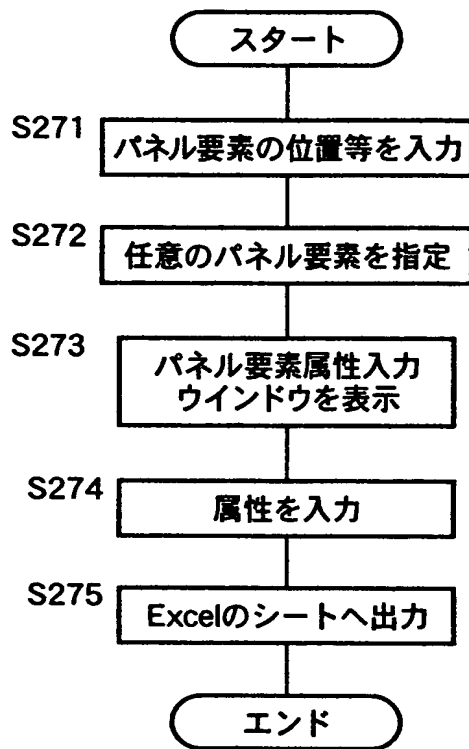 スタート
S271
パネル要素の位置等を入力
S272
任意のパネル要素を指定
S273
パネル要素属性入力
ウインドウを表示
S274
属性を入力
S275
Excelのシートへ出力
エンド